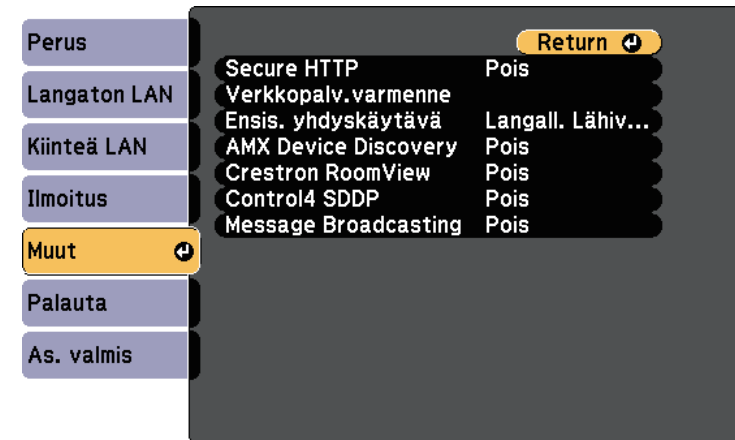 Perus
Langaton LAN
Kiinteä LAN
Ilmoitus
Muut
Palauta
As. valmis
Return
Secure HTTP Pois
Verkkopalv.varmenne
Ensis. yhdyskäytävä Langall. Lähiv...
AMX Device Discovery Pois
Crestron RoomView Pois
Control4 SDDP Pois
Message Broadcasting Pois